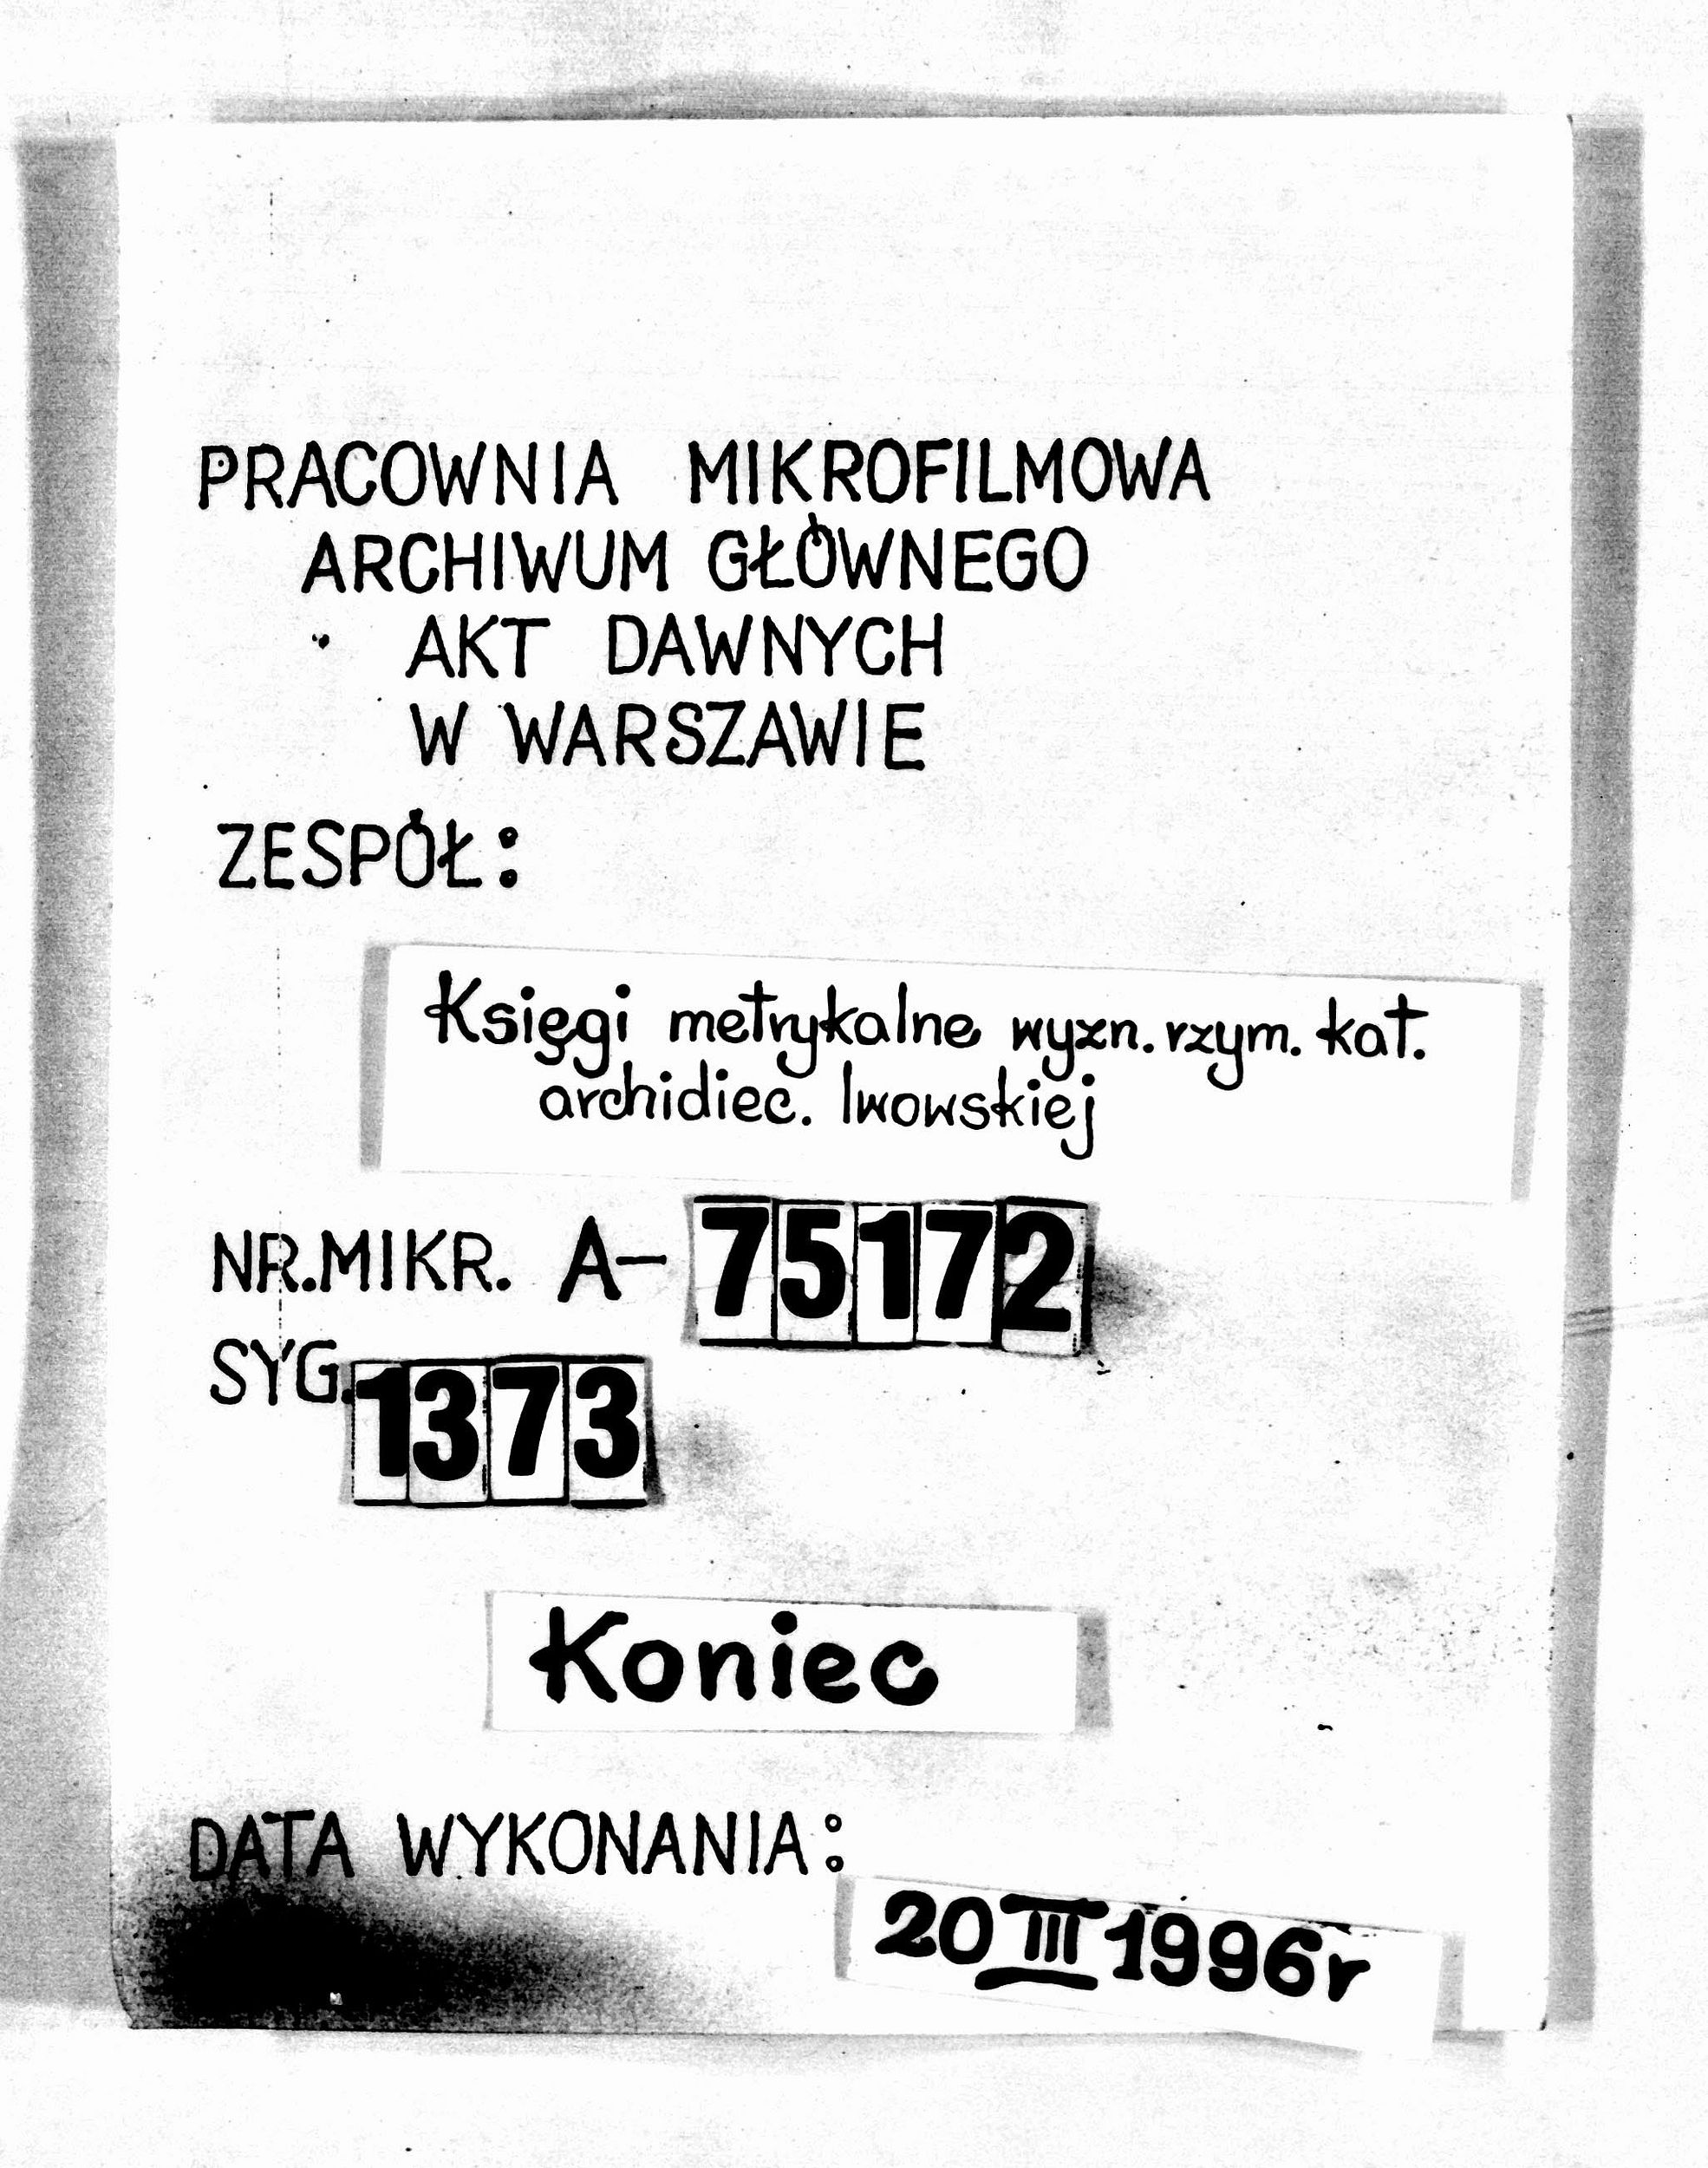 PRACOWNIA MIKROFILMOWA
ARCHIWUM GŁÓWNEGO
AKT DAWNYCH
W WARSZAWIE
ZESPÓŁ:
Księgi metrykalne wyzn. rzym. kat.
archidiec. lwowskiej
NR.MIKR. A-75172
SYG.1373
Koniec
DATA WYKONANIA:
20 III 1996r